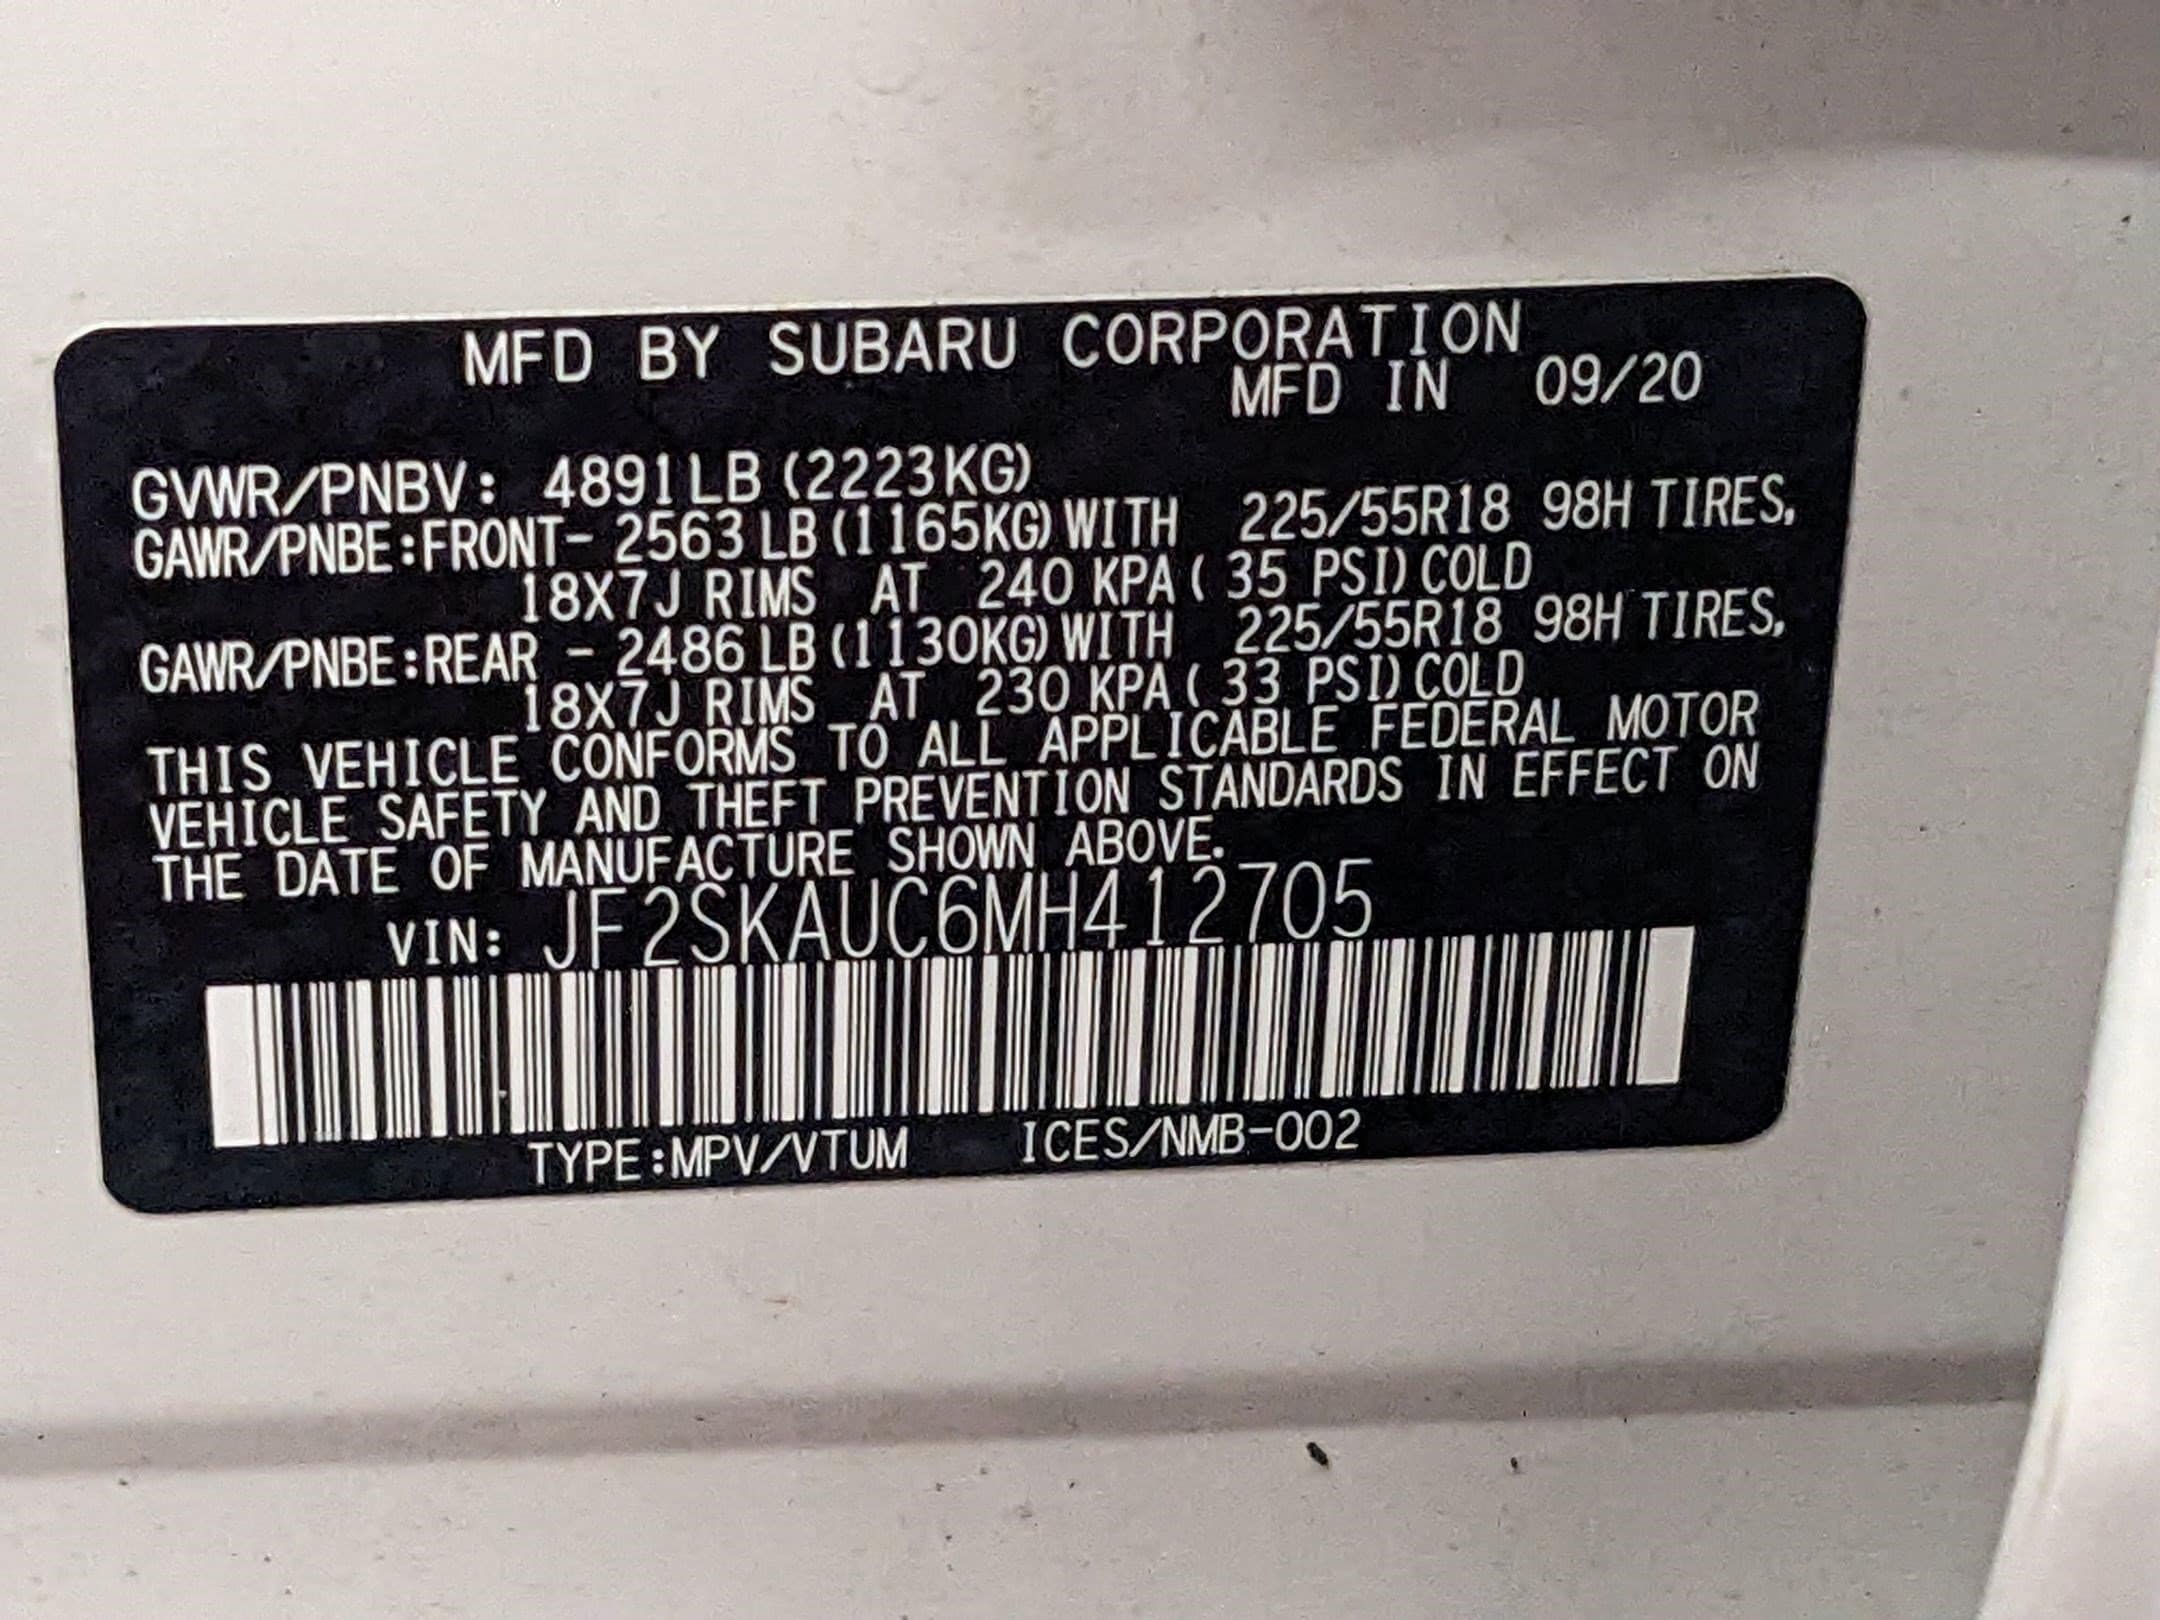 MFD BY SUBARU CORPORATION
MFD IN 09/20
GVWR/PNBV: 4891LB (2223KG)
GAWR/PNBE:FRONT- 2563 LB (1165KG) WITH 225/55R18 98H TIRES,
18X7J RIMS AT 240 KPA ( 35 PSI) COLD
GAWR/PNBE:REAR - 2486 LB (1130KG) WITH 225/55R18 98H TIRES,
18X7J RIMS AT 230 KPA ( 33 PSI) COLD
THIS VEHICLE CONFORMS TO ALL APPLICABLE FEDERAL MOTOR
VEHICLE SAFETY AND THEFT PREVENTION STANDARDS IN EFFECT ON
THE DATE OF MANUFACTURE SHOWN ABOVE.
VIN: JF2SKAUC6MH412705
TYPE:MPV/VTUM ICES/NMB-002